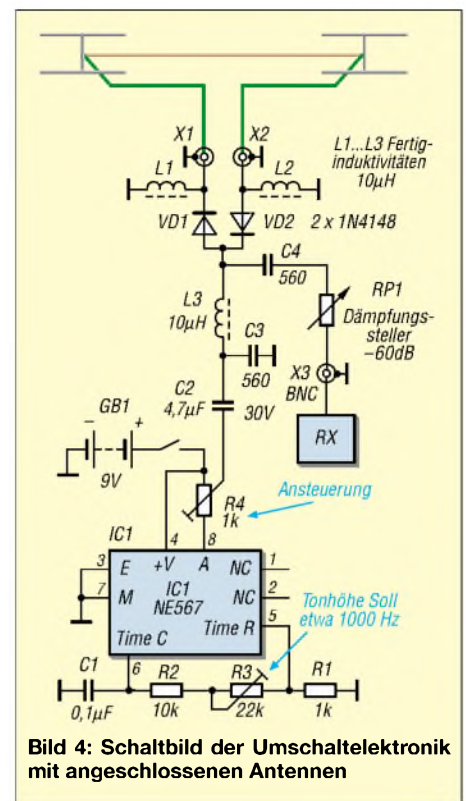 X1
X2
L1
L2
L1...L3 Fertig-
induktivitäten
10µH
VD1
VD2
2 x 1N4148
C4
560
L3
10µH
RP1
Dämpfungs-
steller
–60dB
C3
560
X3
BNC
C2
4,7µF
30V
RX
GB1
–
+
9V
R4
1k
Ansteuerung
IC1
4
8
3
E
+V
A
NC
1
7
M
IC1
NE567
NC
2
Time C
Time R
5
Tonhöhe Soll
etwa 1000 Hz
6
C1
0,1µF
R2
10k
R3
22k
R1
1k
Bild 4: Schaltbild der Umschaltelektronik
mit angeschlossenen Antennen